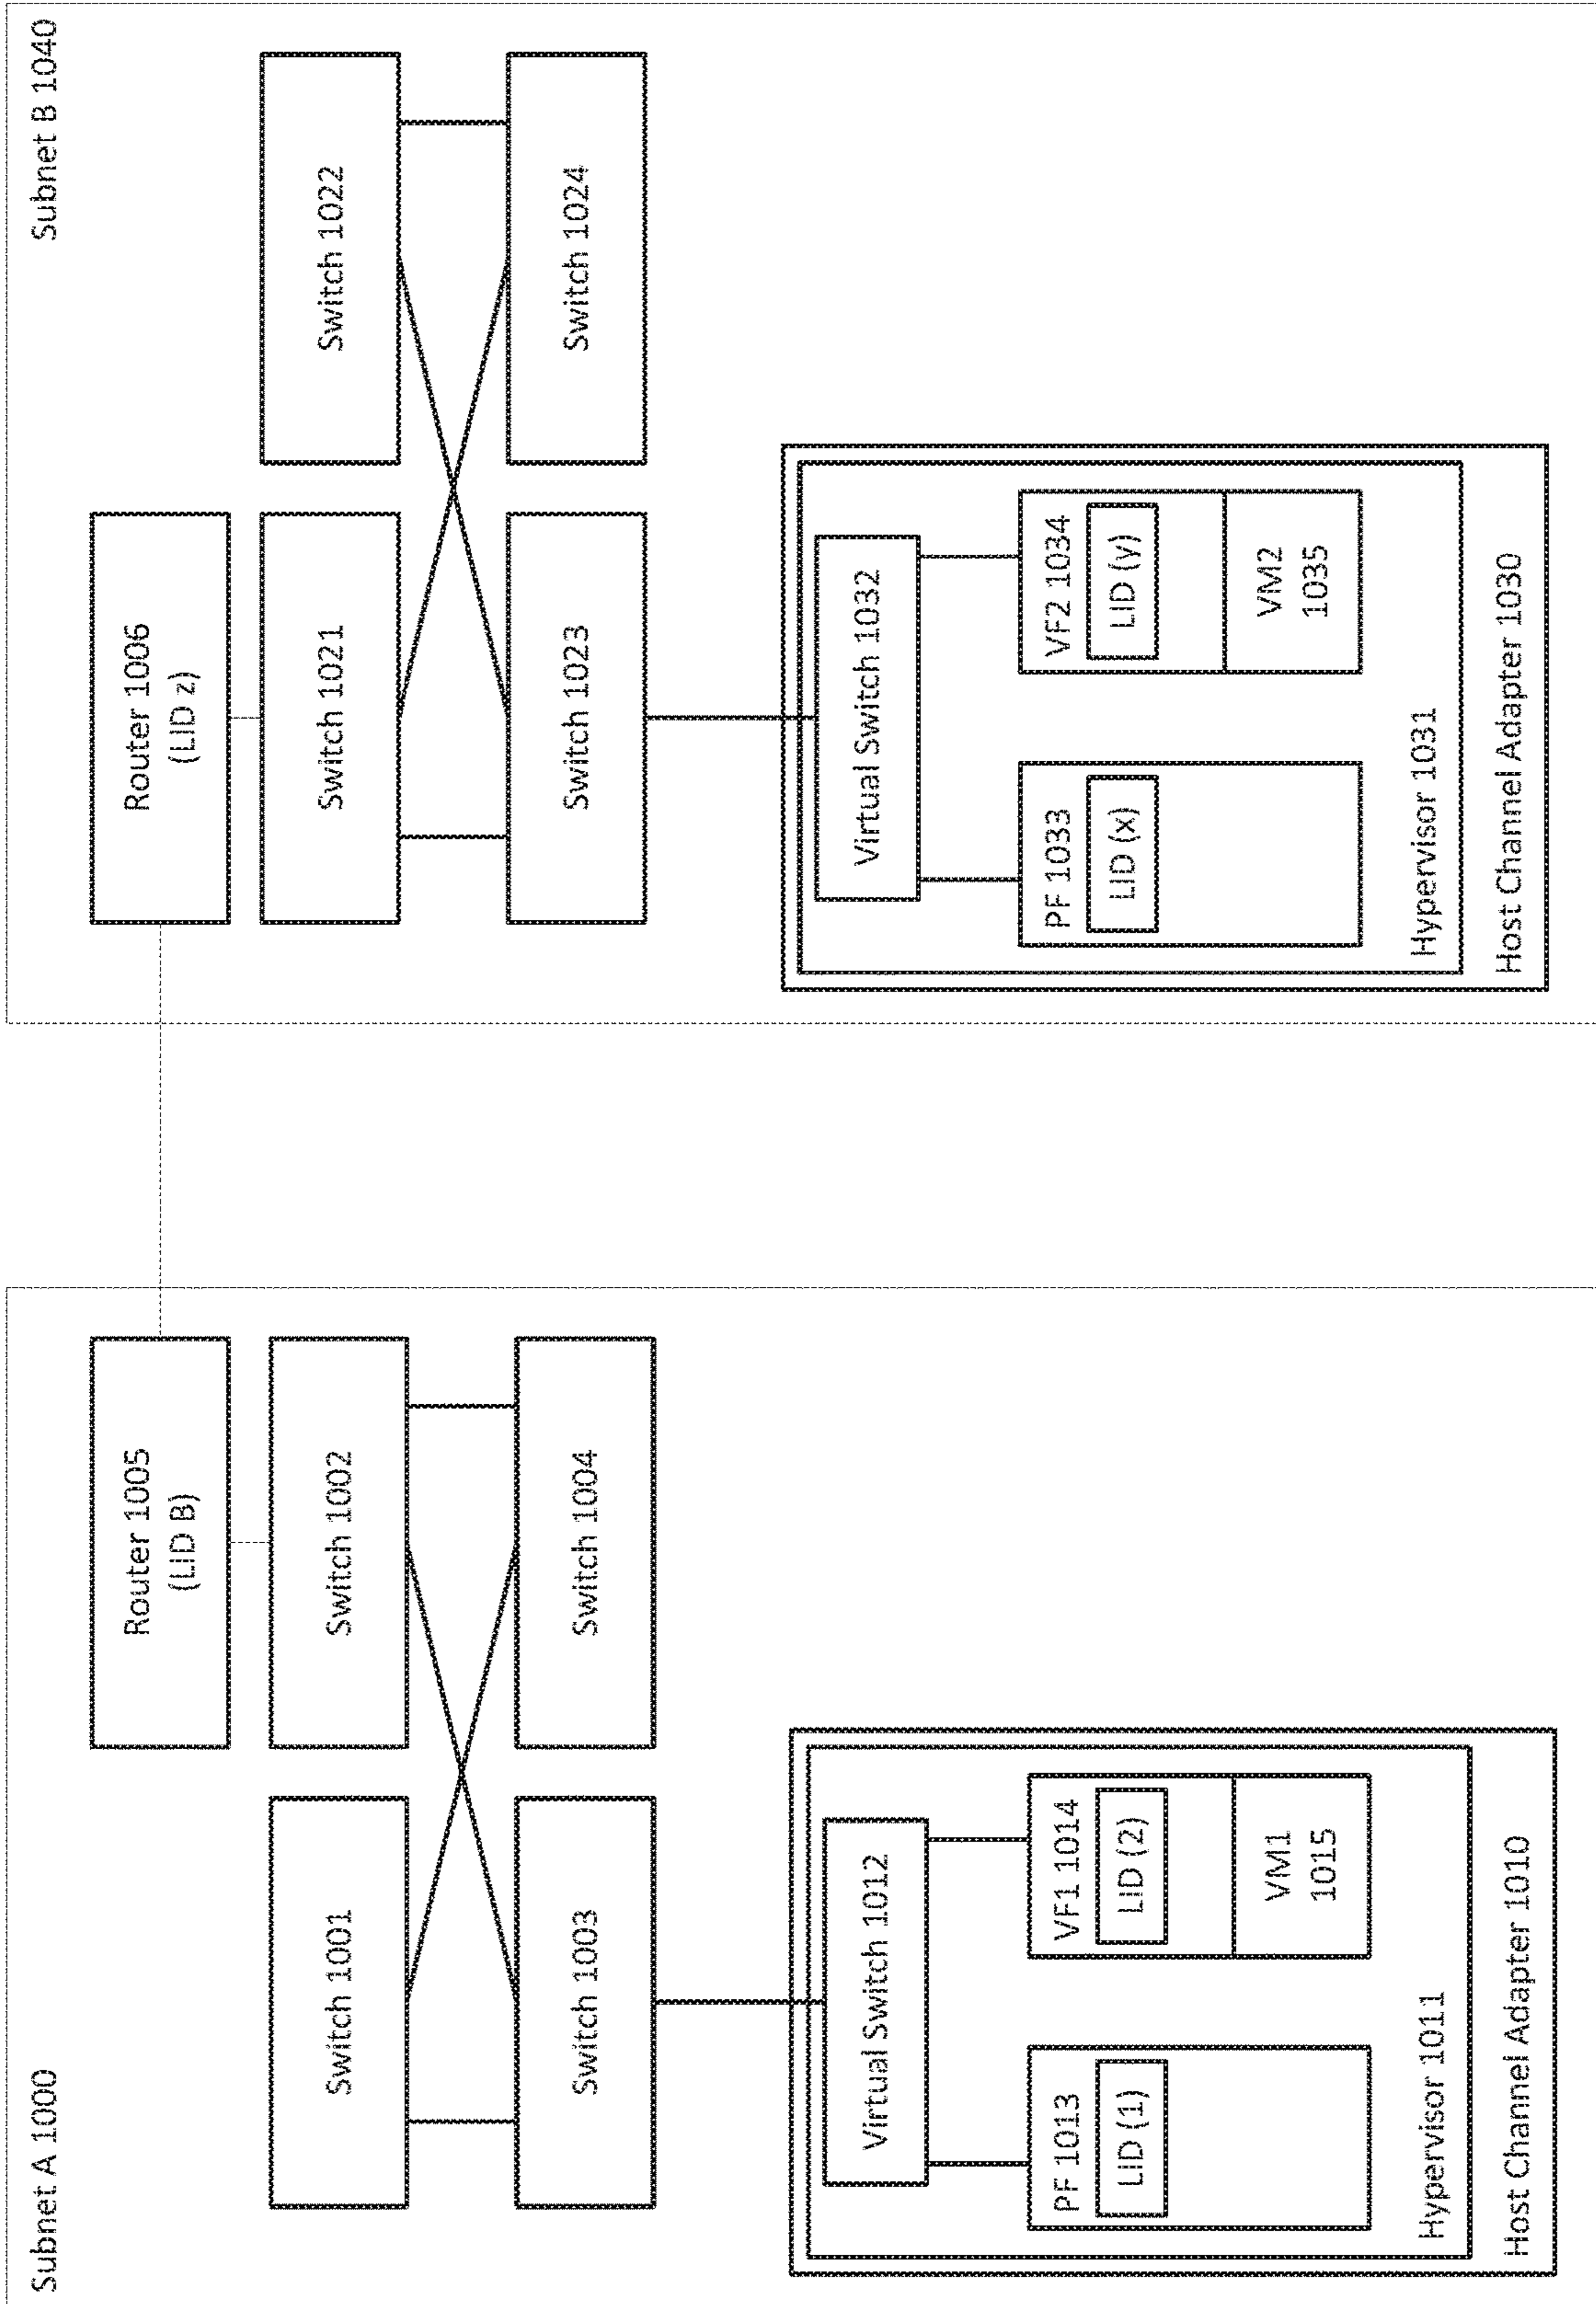 Subnet A 1000
Router 1005
(LID B)
Switch 1001
Switch 1002
Switch 1003
Switch 1004
Virtual Switch 1012
PF 1013
LID (1)
VF1 1014
LID (2)
VM1
1015
Hypervisor 1011
Host Channel Adapter 1010
Subnet B 1040
Router 1006
(LID z)
Switch 1021
Switch 1022
Switch 1023
Switch 1024
Virtual Switch 1032
PF 1033
LID (x)
VF2 1034
LID (y)
VM2
1035
Hypervisor 1031
Host Channel Adapter 1030